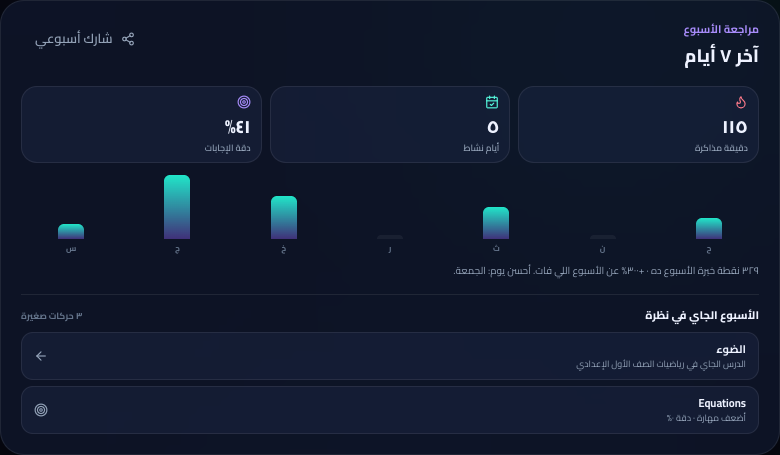 مراجعة الأسبوع
آخر ٧ أيام
شارك أسبوعي
١١٥
دقيقة مذاكرة
٥
أيام نشاط
٤١%
دقة الإجابات
ح
ن
ث
ر
خ
ج
س
٣٢٩ نقطة خبرة الأسبوع ده · +٣٠٠% عن الأسبوع اللي فات. أحسن يوم: الجمعة.
الأسبوع الجاي في نظرة
٣ حركات صغيرة
الضوء
الدرس الجاي في رياضيات الصف الأول الإعدادي
Equations
أضعف مهارة · دقة ٠%